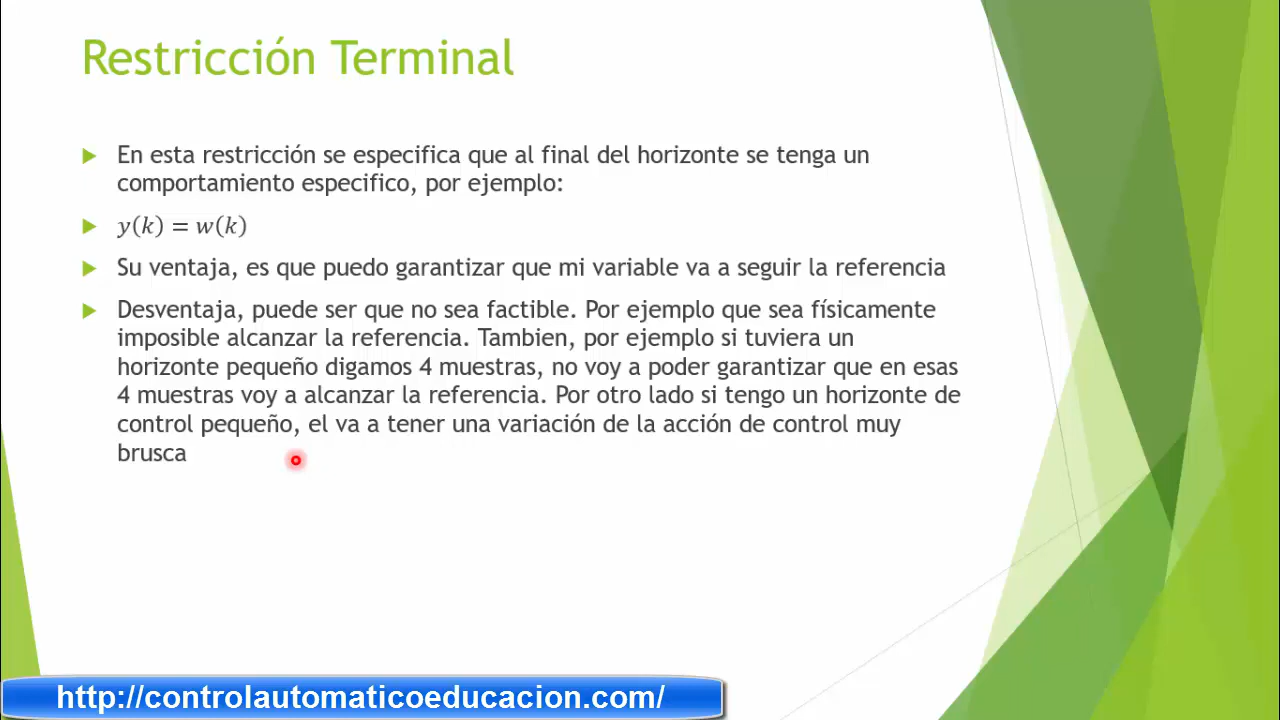 Restricción Terminal
En esta restricción se especifica que al final del horizonte se tenga un
comportamiento especifico, por ejemplo:
y(k) = w(k)
Su ventaja, es que puedo garantizar que mi variable va a seguir la referencia
Desventaja, puede ser que no sea factible. Por ejemplo que sea físicamente
imposible alcanzar la referencia. Tambien, por ejemplo si tuviera un
horizonte pequeño digamos 4 muestras, no voy a poder garantizar que en esas
4 muestras voy a alcanzar la referencia. Por otro lado si tengo un horizonte de
control pequeño, el va a tener una variación de la acción de control muy
brusca
http://controlautomaticoeducacion.com/